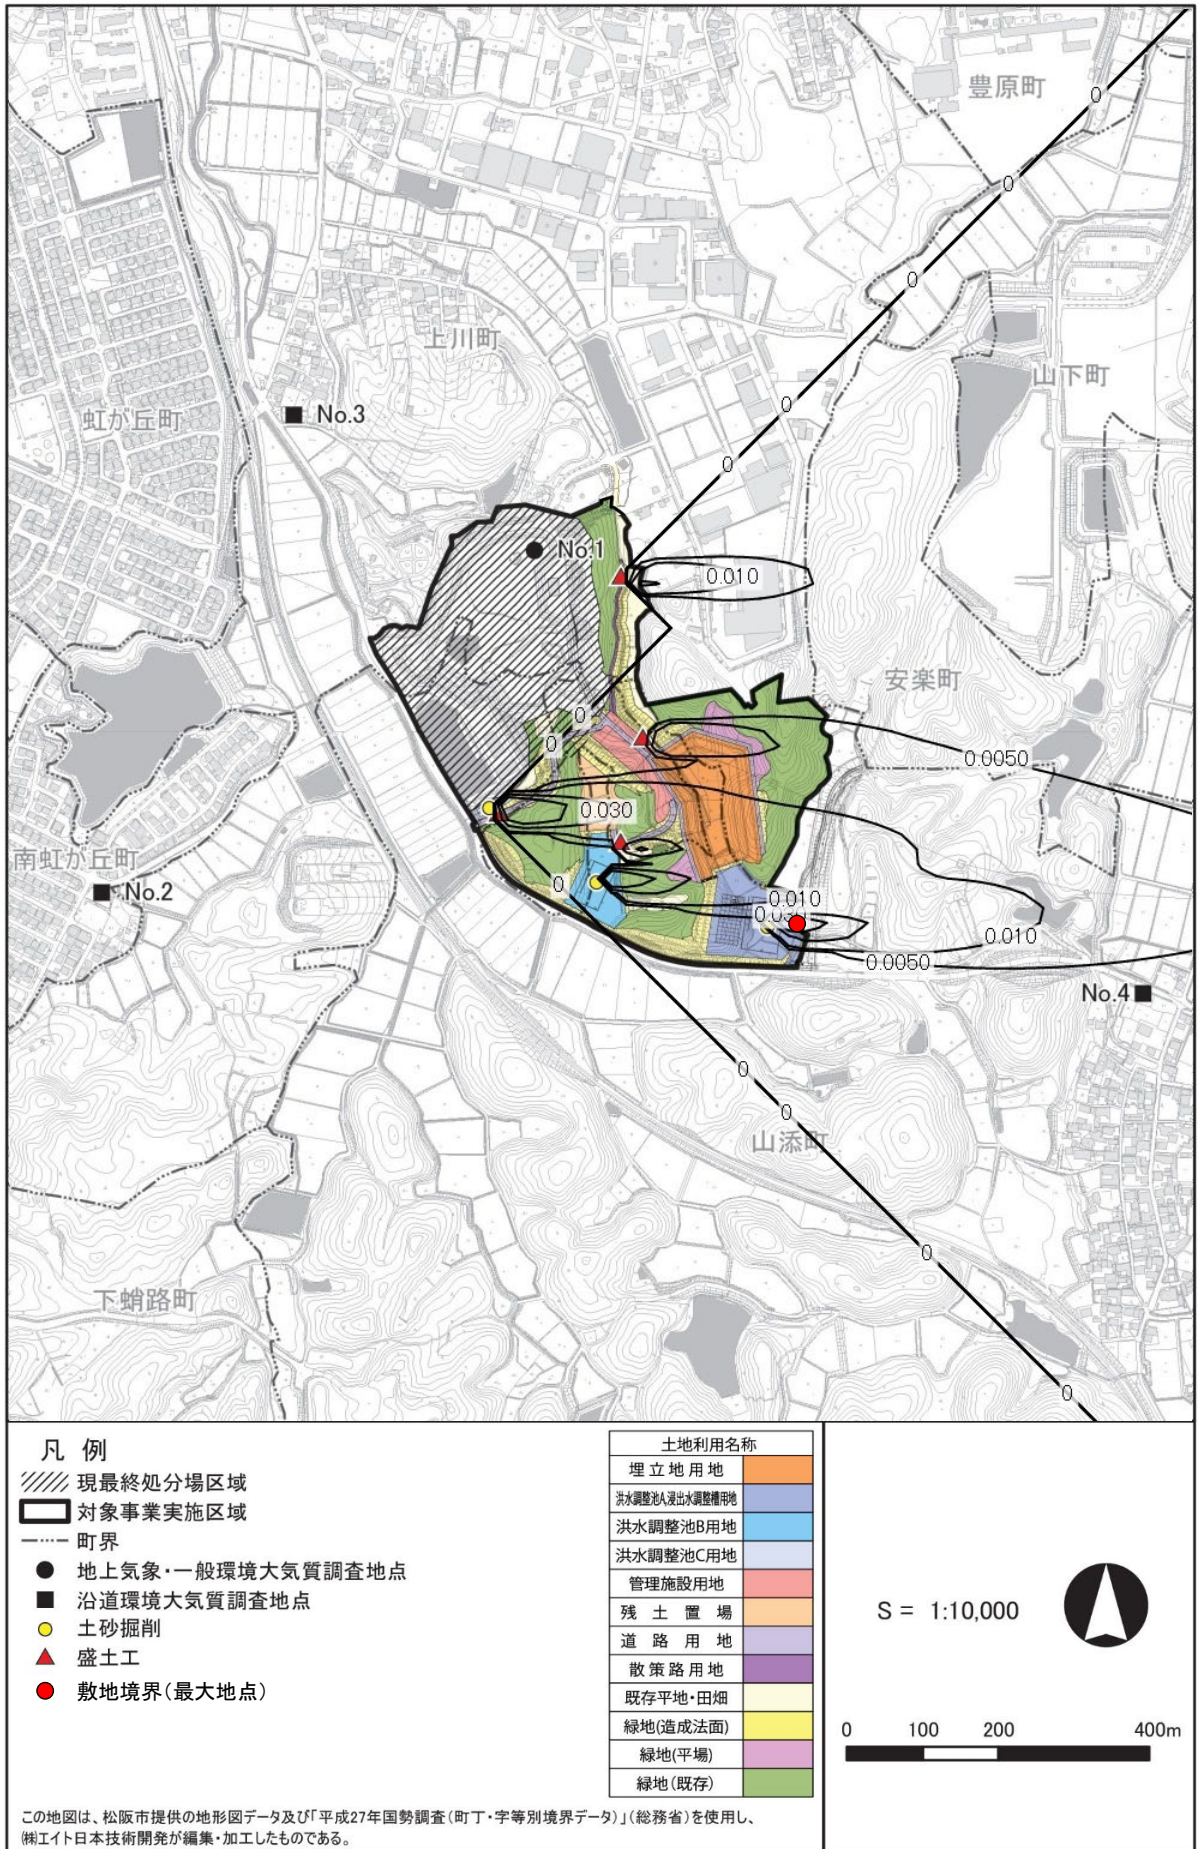 豊原町
0
0
0
上川町
山下町
0
虹が丘町
No.3
0
No.1
0.010
安楽町
0
0
0.0050
0.030
南虹が丘町
No.2
0
0.010
0.030
0.010
0.0050
No.4
0
0
山添町
0
下蛸路町
0
凡 例
現最終処分場区域
対象事業実施区域
町界
地上気象・一般環境大気質調査地点
沿道環境大気質調査地点
土砂掘削
盛土工
敷地境界(最大地点)
土地利用名称
埋立地用地
洪水調整池A、浸出水調整槽用地
洪水調整池B用地
洪水調整池C用地
管理施設用地
残土置場
道路用地
散策路用地
既存平地・田畑
緑地(造成法面)
緑地(平場)
緑地(既存)
S = 1:10,000
0 100 200 400m
この地図は、松阪市提供の地形図データ及び「平成27年国勢調査(町丁・字等別境界データ)」(総務省)を使用し、
㈱エイト日本技術開発が編集・加工したものである。